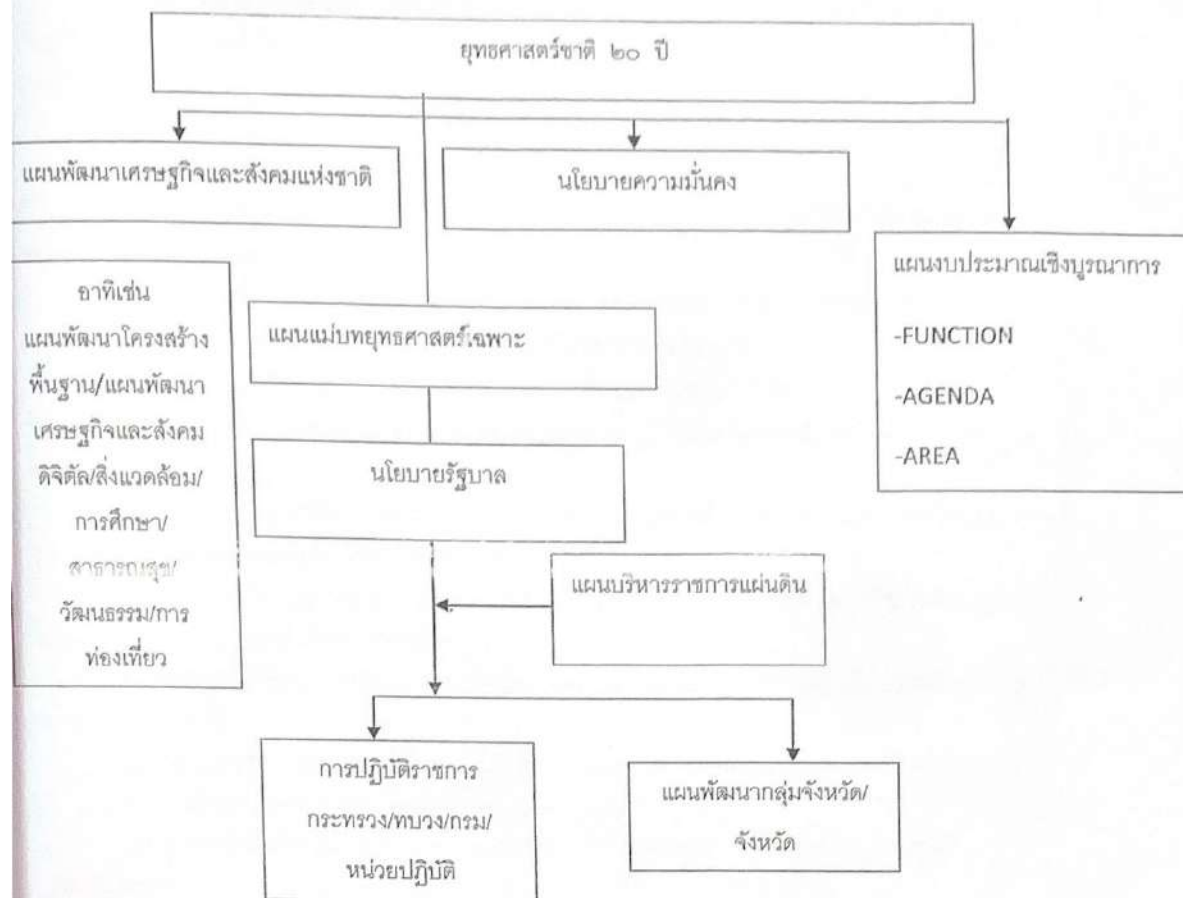 ยุทธศาสตร์ชาติ ๒๐ ปี
แผนพัฒนาเศรษฐกิจและสังคมแห่งชาติ
นโยบายความมั่นคง
แผนงบประมาณเชิงบูรณาการ
-FUNCTION
-AGENDA
-AREA
อาทิเช่น
แผนพัฒนาโครงสร้าง
พื้นฐาน/แผนพัฒนา
เศรษฐกิจและสังคม
ดิจิตัล/สิ่งแวดล้อม/
การศึกษา/
สาธารณสุข/
วัฒนธรรม/การ
ท่องเที่ยว
แผนแม่บทยุทธศาสตร์เฉพาะ
นโยบายรัฐบาล
แผนบริหารราชการแผ่นดิน
การปฏิบัติราชการ
กระทรวง/ทบวง/กรม/
หน่วยปฏิบัติ
แผนพัฒนากลุ่มจังหวัด/
จังหวัด